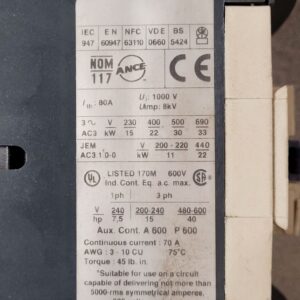 IEC EN NFC VDE BS
947 60947 63110 0660 5424
NOM
117 ANCE CE
Ith: 80A Ui: 1000 V
Uimp: 8kV
3~ V 230 400 500 690
AC3 kW 15 22 30 33
JEM V 200-220 440
AC3 1-0-0 kW 11 22
UL LISTED 170M 600V SA
Ind. Cont. Eq. a.c. max.
1ph 3 ph
V 240 200-240 480-600
hp 7,5 15 40
Aux. Cont. A 600 P 600
Continuous current : 70 A
AWG : 3 - 10 CU 75°C
Torque : 45 lb. in.
"Suitable for use on a circuit
capable of delivering not more than
5000-rms symmetrical amperes,